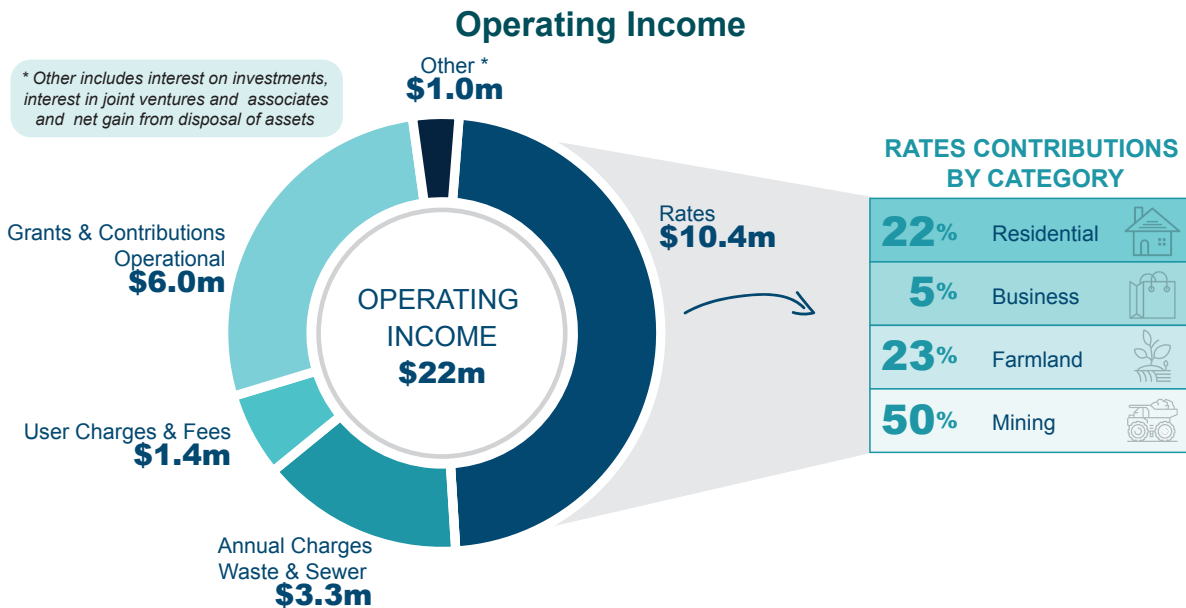 Operating Income
* Other includes interest on investments,
interest in joint ventures and associates
and net gain from disposal of assets
Other *
$1.0m
Grants & Contributions
Operational
$6.0m
User Charges & Fees
$1.4m
Annual Charges
Waste & Sewer
$3.3m
OPERATING
INCOME
$22m
Rates
$10.4m
RATES CONTRIBUTIONS
BY CATEGORY
22% Residential
5% Business
23% Farmland
50% Mining